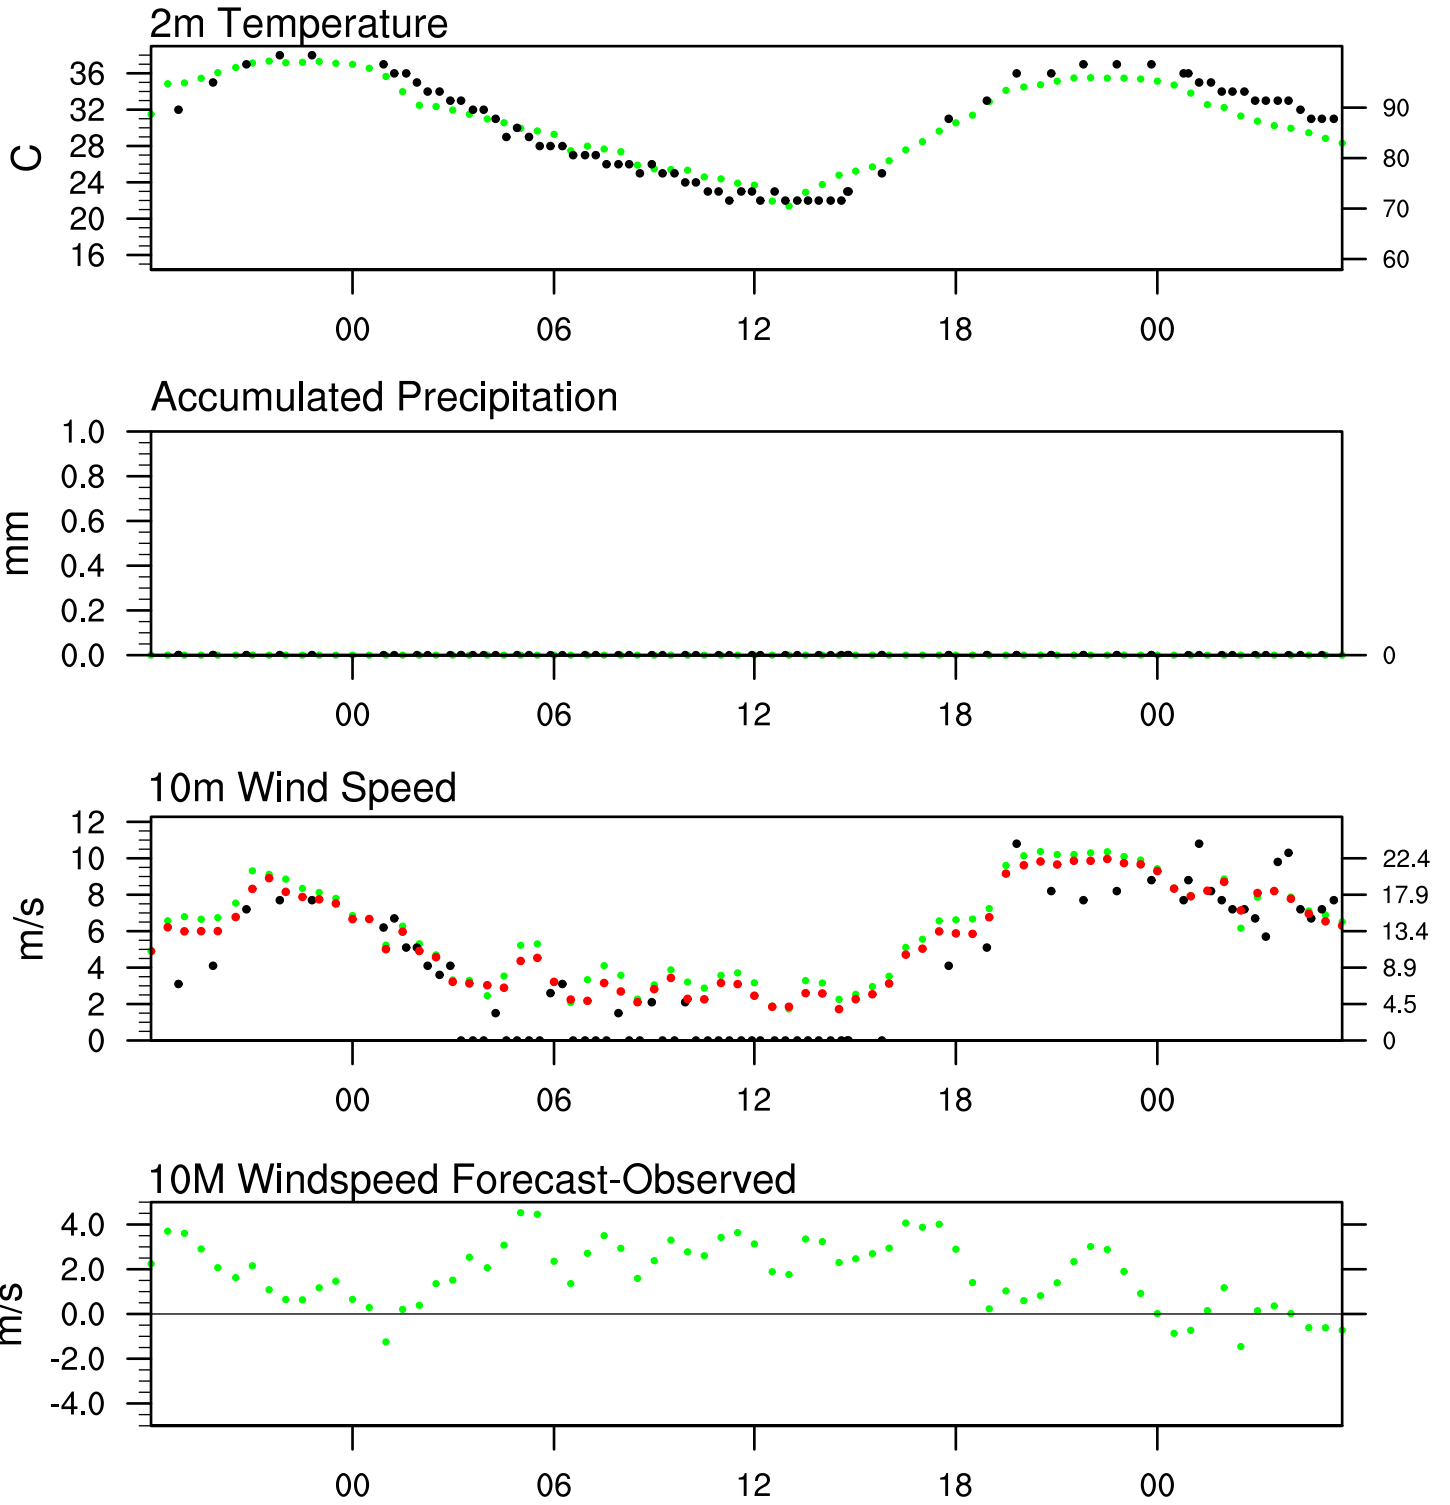 2m Temperature
C
36
32
28
24
20
16
90
80
70
60
00 06 12 18 00
Accumulated Precipitation
mm
1.0
0.8
0.6
0.4
0.2
0.0
0
00 06 12 18 00
10m Wind Speed
m/s
12
10
8
6
4
2
0
22.4
17.9
13.4
8.9
4.5
0
00 06 12 18 00
10M Windspeed Forecast-Observed
m/s
4.0
2.0
0.0
-2.0
-4.0
00 06 12 18 00